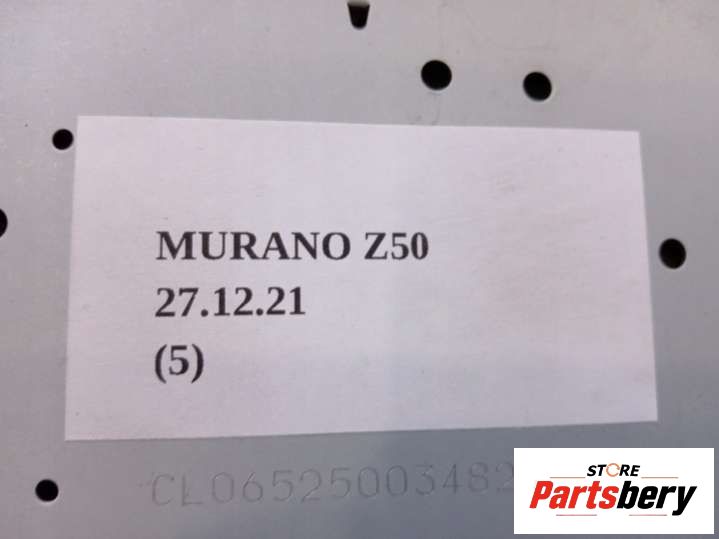 MURANO Z50
27.12.21
(5)
CL0652500348
STORE
Partsbery